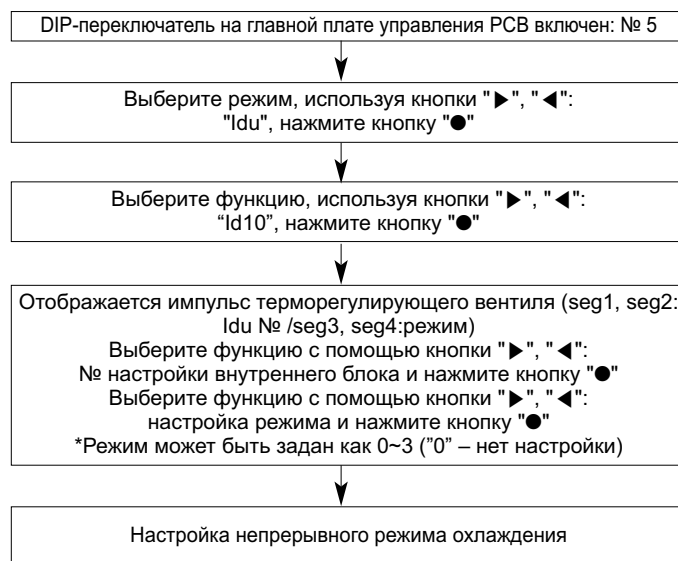 DIP-переключатель на главной плате управления PCB включен: № 5
Выберите режим, используя кнопки "▶", "◀":
"Idu", нажмите кнопку "●"
Выберите функцию, используя кнопки "▶", "◀":
“Id10”, нажмите кнопку "●"
Отображается импульс терморегулирующего вентиля (seg1, seg2:
Idu № /seg3, seg4:режим)
Выберите функцию с помощью кнопки "▶", "◀":
№ настройки внутреннего блока и нажмите кнопку "●"
Выберите функцию с помощью кнопки "▶", "◀":
настройка режима и нажмите кнопку "●"
*Режим может быть задан как 0~3 (”0” – нет настройки)
Настройка непрерывного режима охлаждения